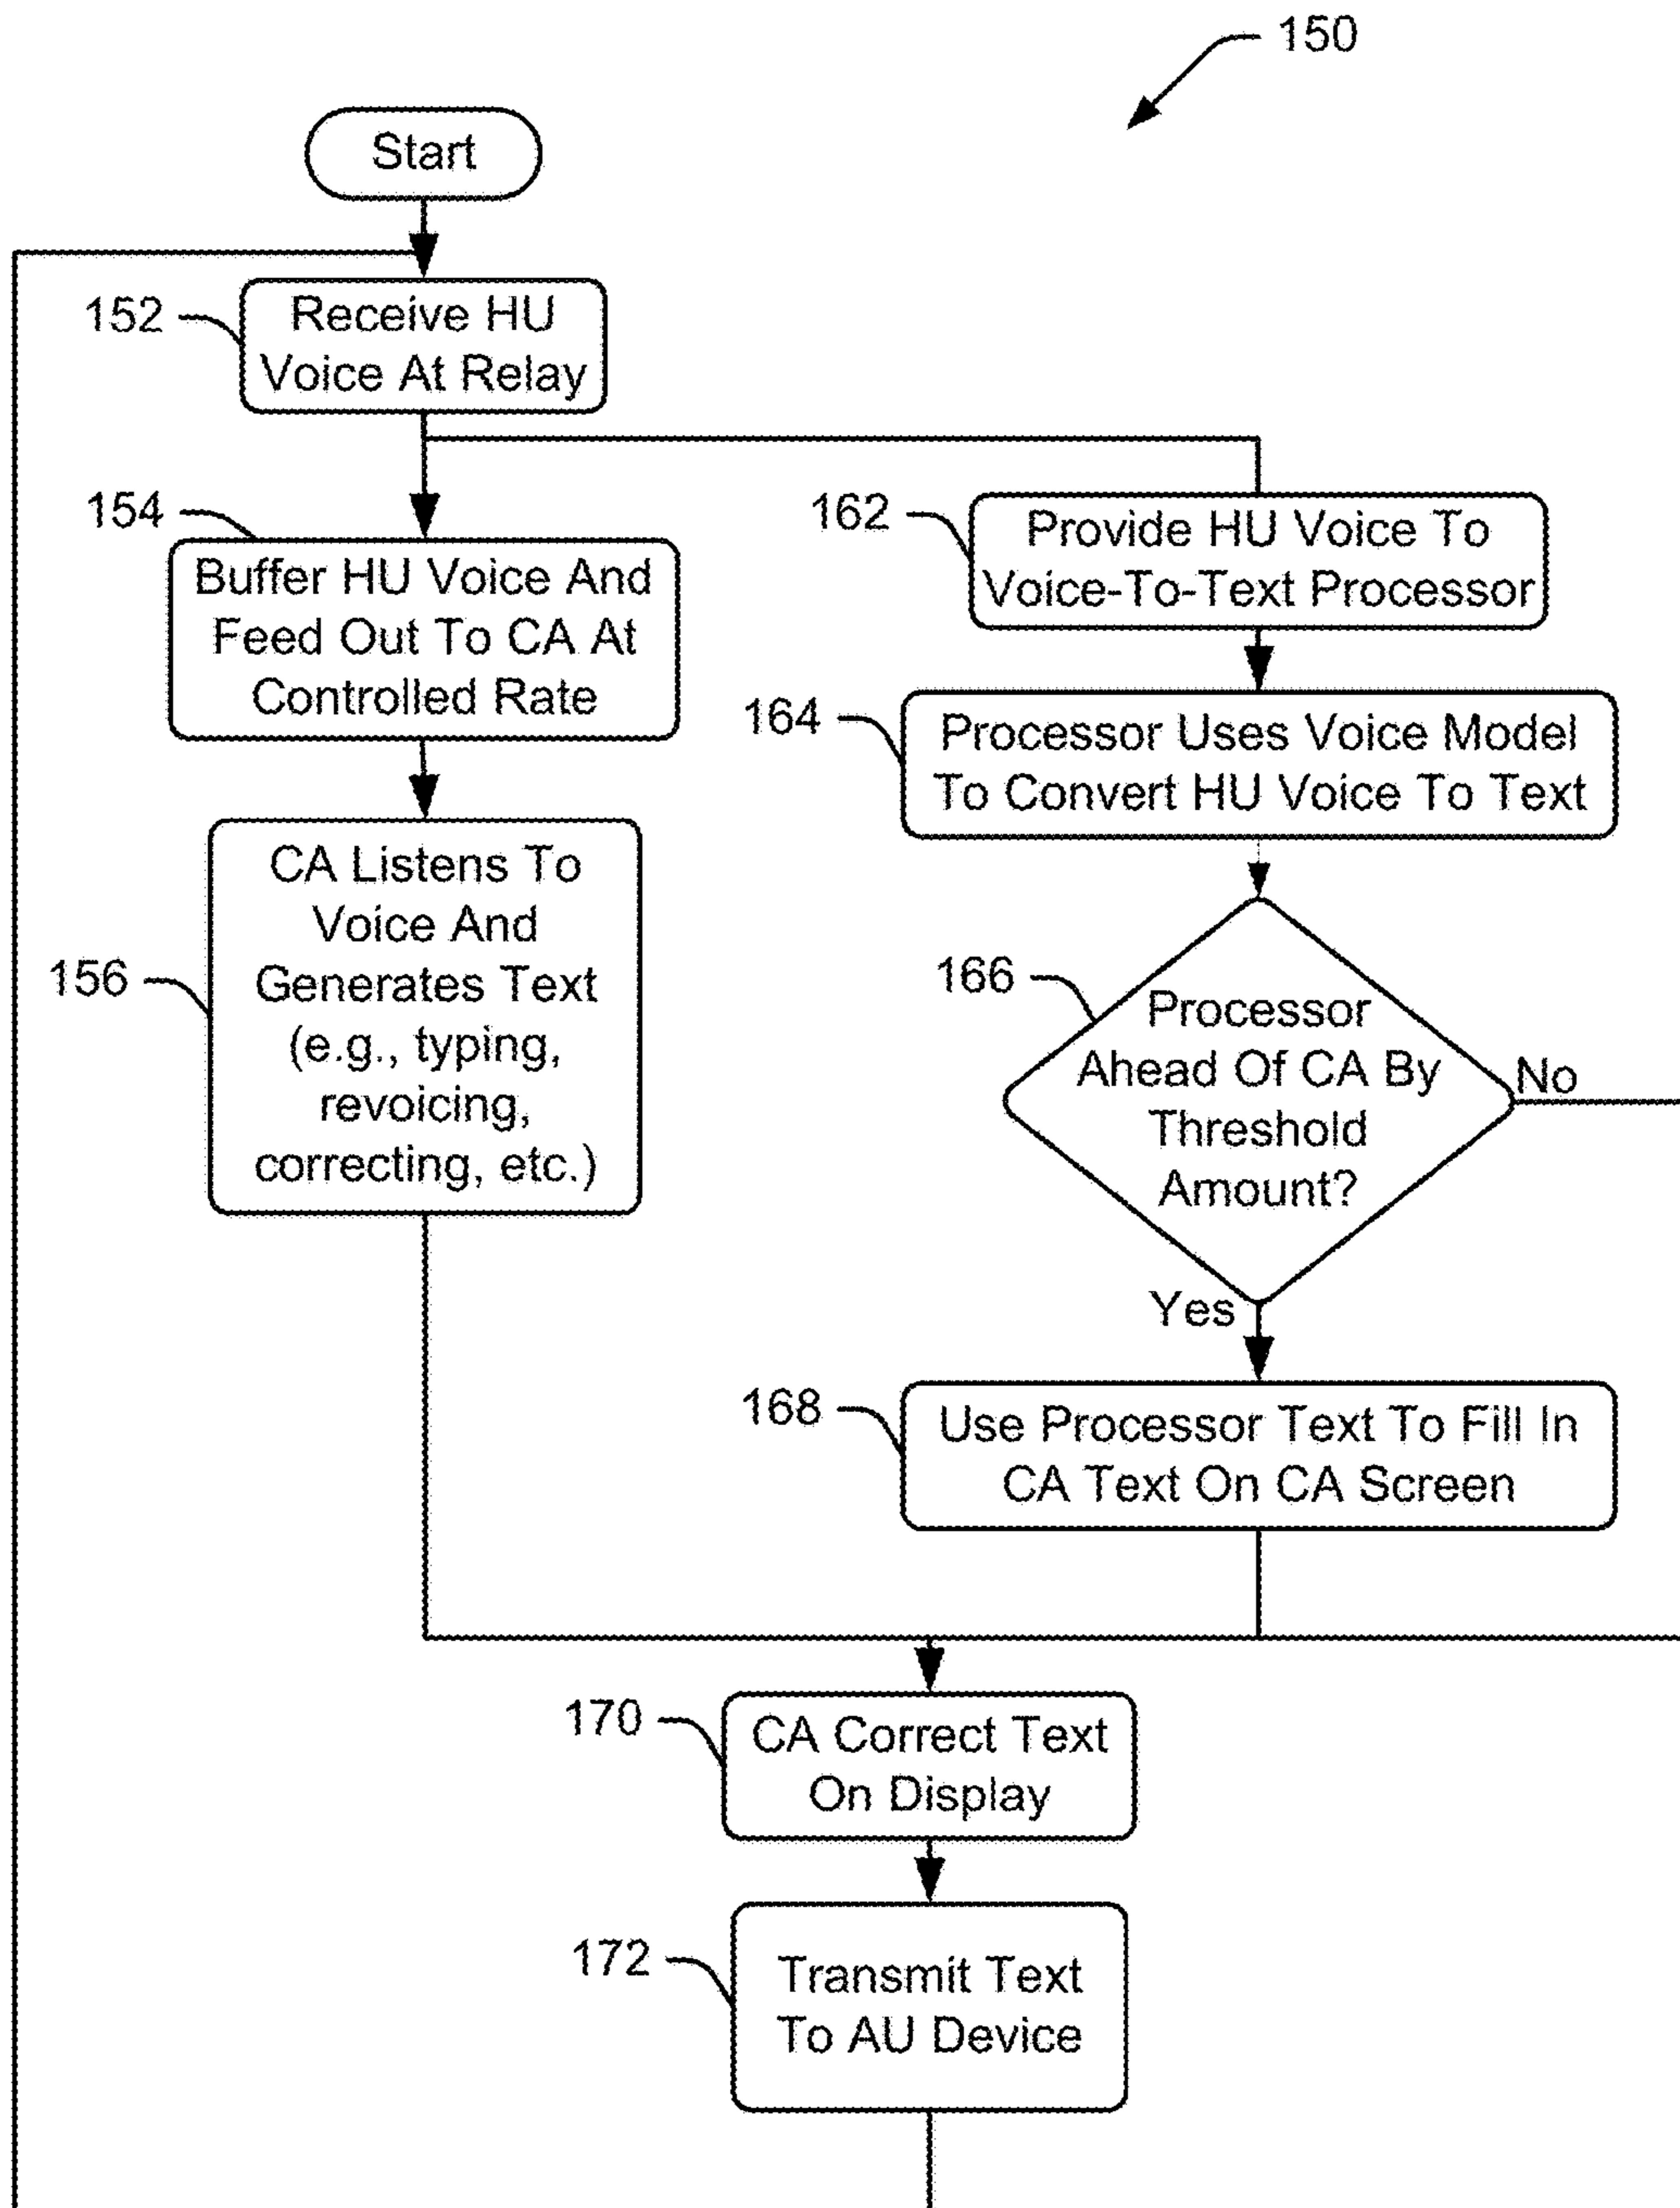 150
Start
152
Receive HU
Voice At Relay
154
Buffer HU Voice And
Feed Out To CA At
Controlled Rate
162
Provide HU Voice To
Voice-To-Text Processor
164
Processor Uses Voice Model
To Convert HU Voice To Text
156
CA Listens To
Voice And
Generates Text
(e.g., typing,
revoicing,
correcting, etc.)
166
Processor
Ahead Of CA By
Threshold
Amount?
No
Yes
168
Use Processor Text To Fill In
CA Text On CA Screen
170
CA Correct Text
On Display
172
Transmit Text
To AU Device